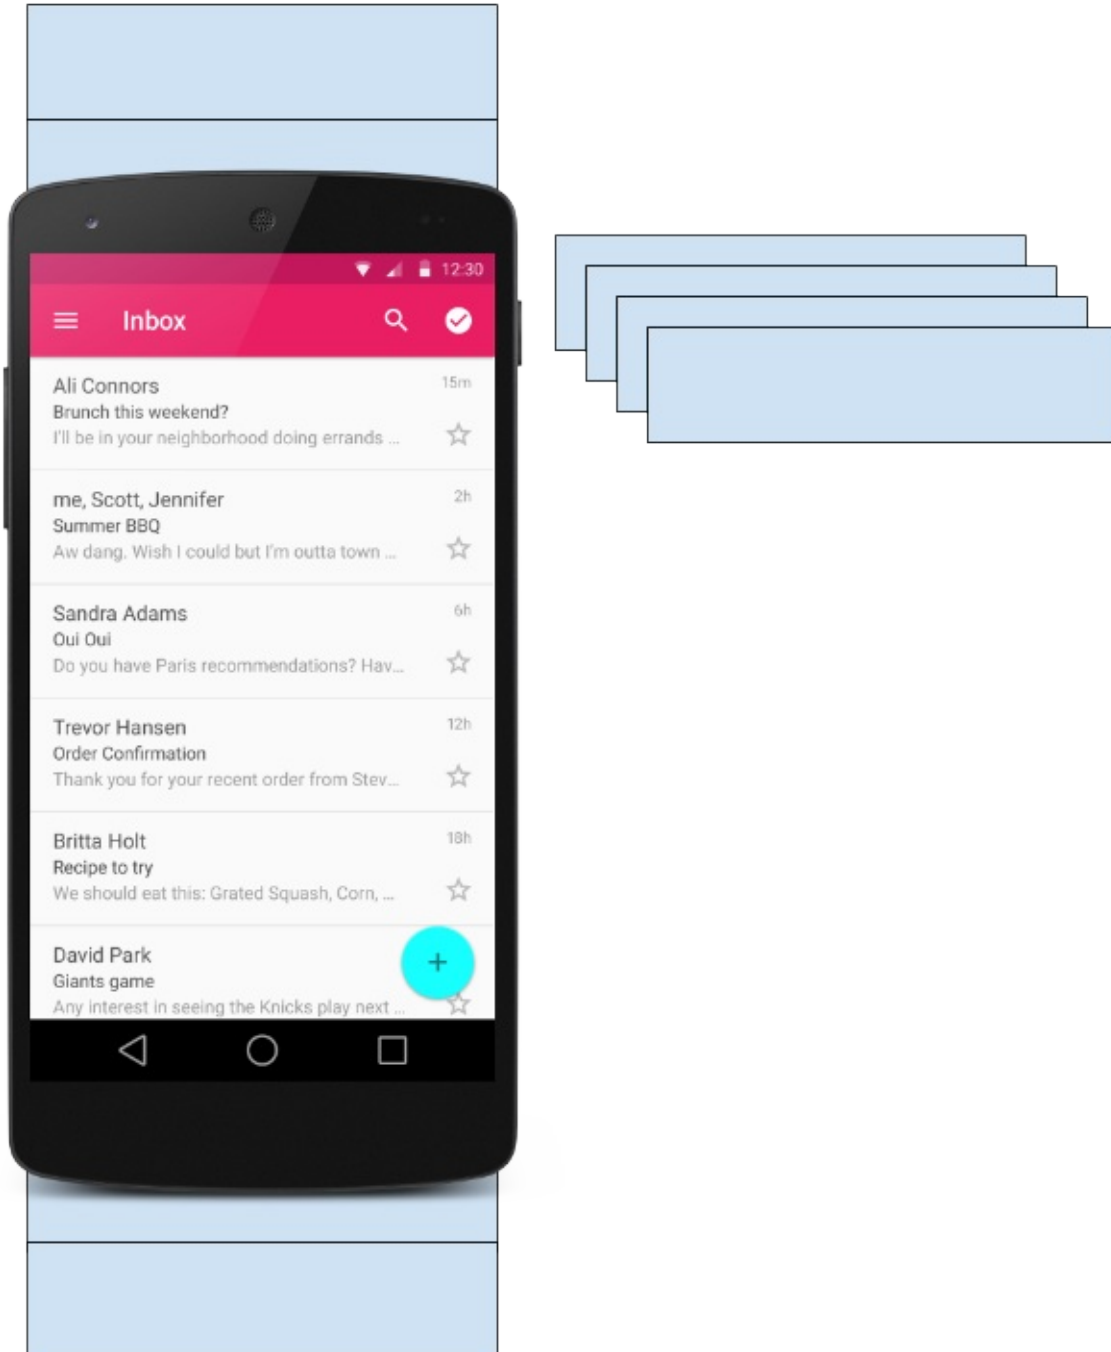 12:30
Inbox
Ali Connors 15m
Brunch this weekend?
I'll be in your neighborhood doing errands ...
me, Scott, Jennifer 2h
Summer BBQ
Aw dang. Wish I could but I'm outta town ...
Sandra Adams 6h
Oui Oui
Do you have Paris recommendations? Hav...
Trevor Hansen 12h
Order Confirmation
Thank you for your recent order from Stev...
Britta Holt 18h
Recipe to try
We should eat this: Grated Squash, Corn, ...
David Park
Giants game
Any interest in seeing the Knicks play next ...